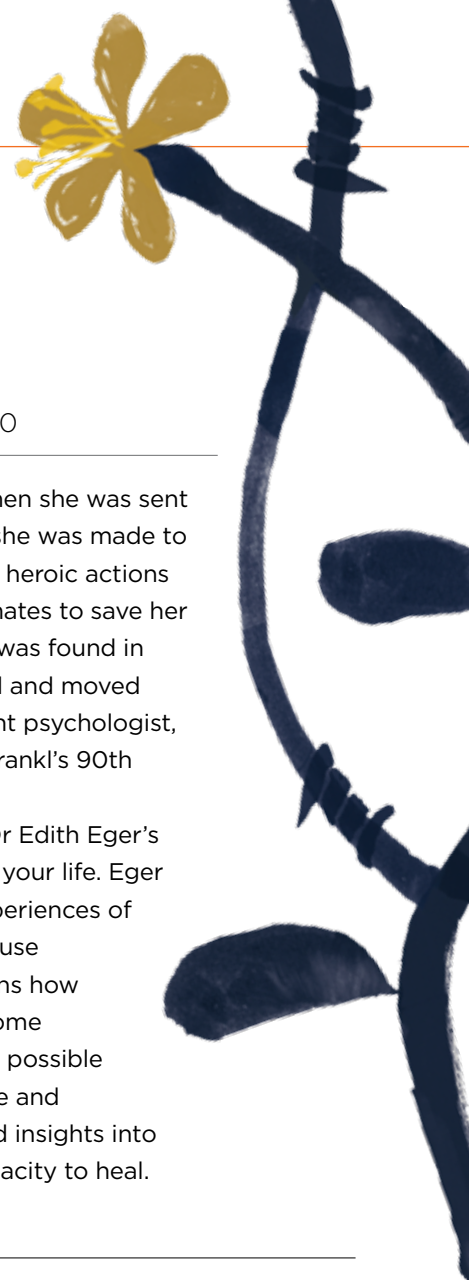 0
hen she was sent
she was made to
heroic actions
nates to save her
was found in
l and moved
nt psychologist,
rankl's 90th
r Edith Eger's
your life. Eger
periences of
use
ns how
ome
possible
e and
d insights into
acity to heal.